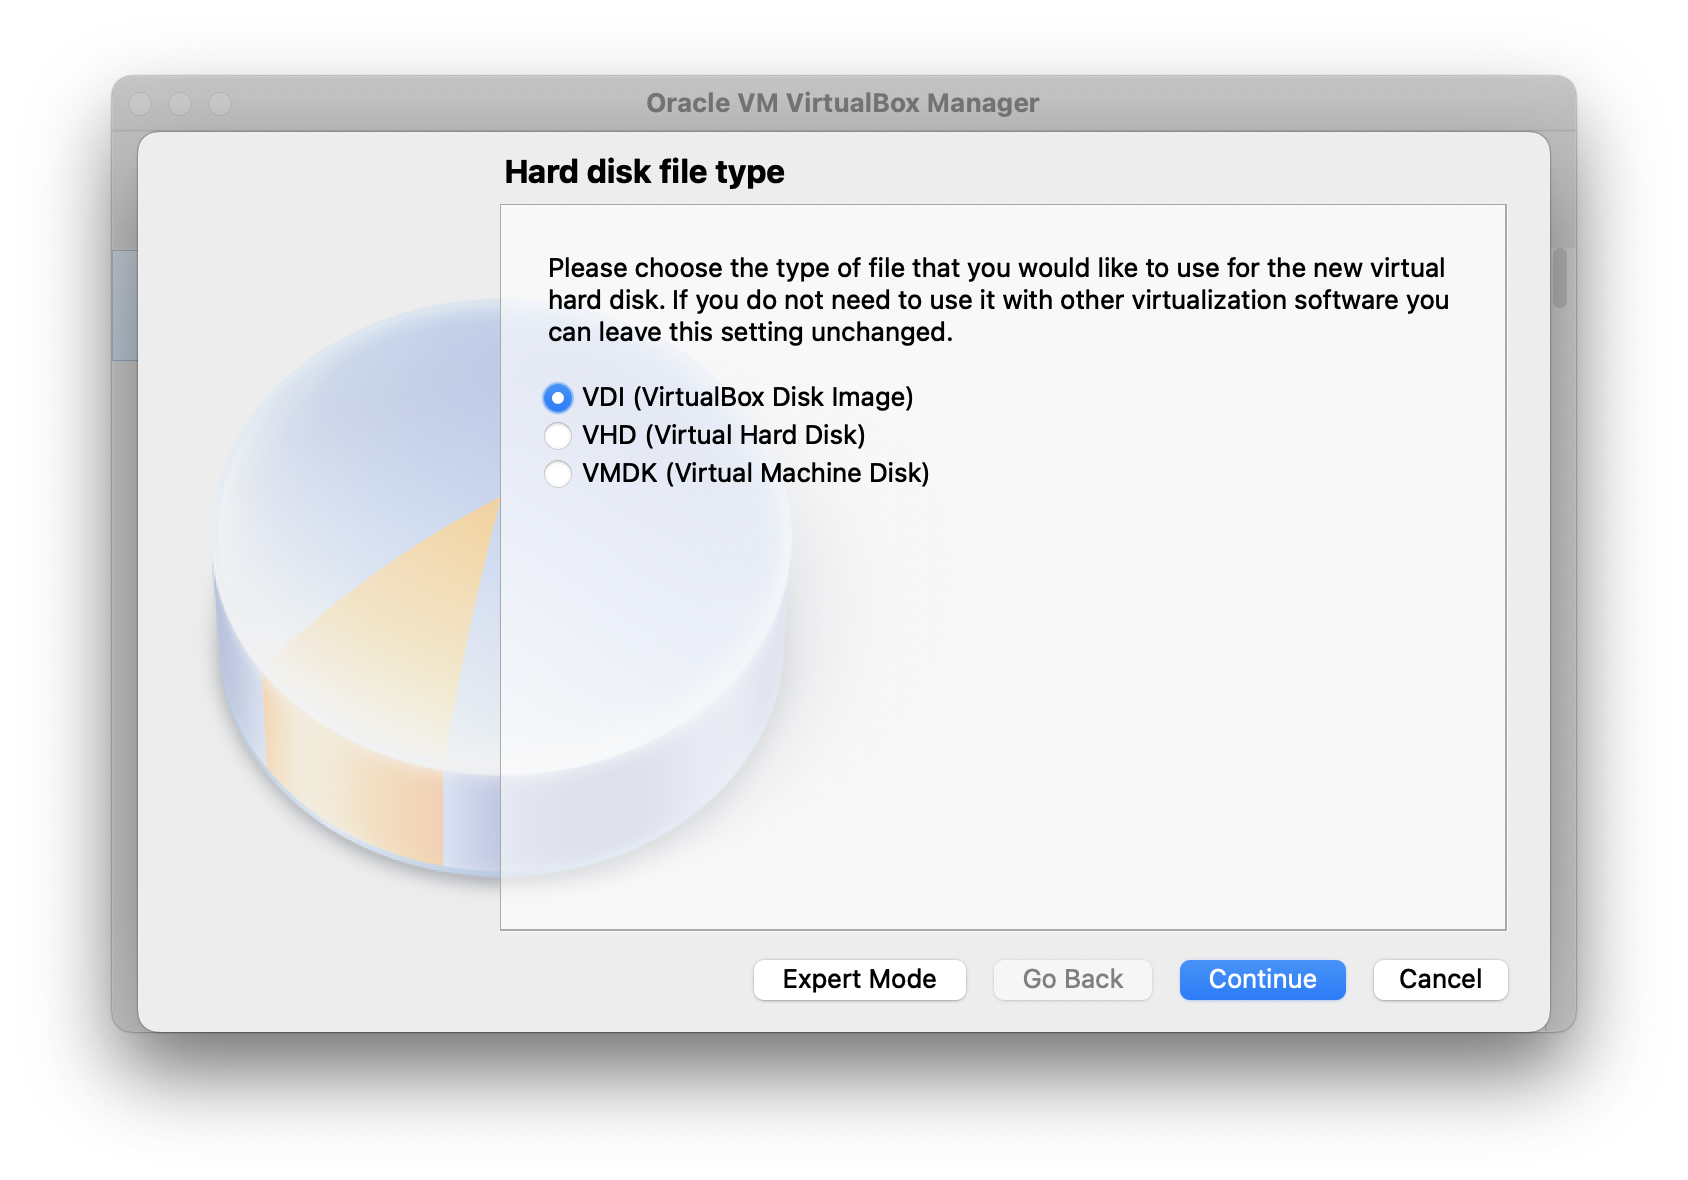 Oracle VM VirtualBox Manager
Hard disk file type
Please choose the type of file that you would like to use for the new virtual
hard disk. If you do not need to use it with other virtualization software you
can leave this setting unchanged.
VDI (VirtualBox Disk Image)
VHD (Virtual Hard Disk)
VMDK (Virtual Machine Disk)
Expert Mode
Go Back
Continue
Cancel